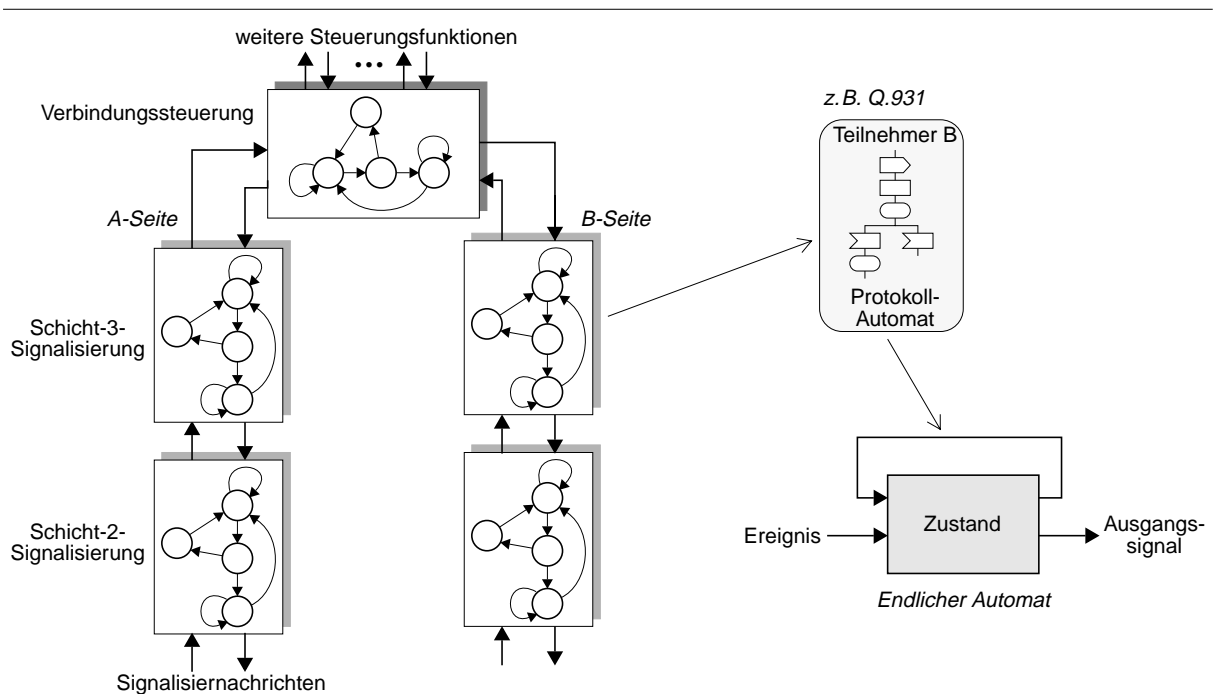 weitere Steuerungsfunktionen
Verbindungssteuerung
A-Seite
B-Seite
Schicht-3-
Signalisierung
Schicht-2-
Signalisierung
Signalisiernachrichten
z.B. Q.931
Teilnehmer B
Protokoll-
Automat
Ereignis
Zustand
Ausgangs-
signal
Endlicher Automat